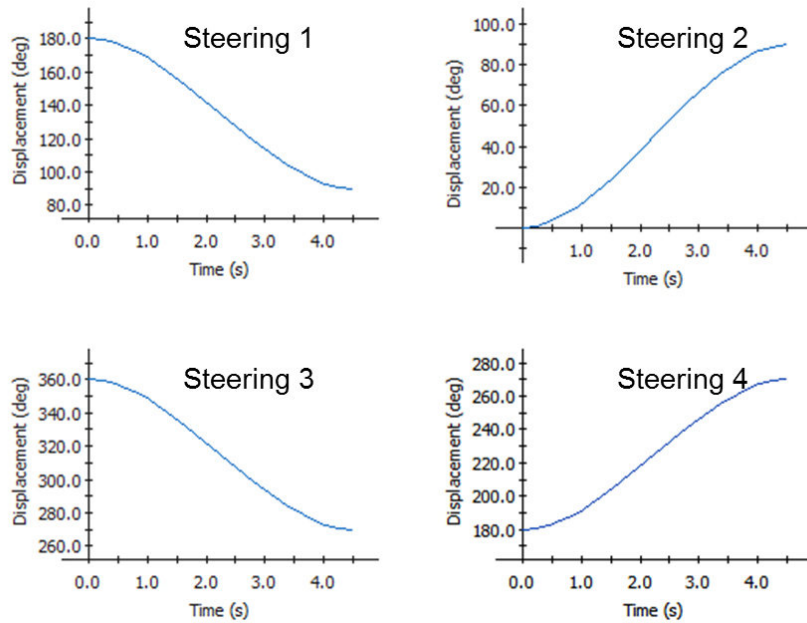 Steering 1
Displacement (deg)
180.0
160.0
140.0
120.0
100.0
80.0
0.0 1.0 2.0 3.0 4.0
Time (s)
Steering 2
Displacement (deg)
100.0
80.0
60.0
40.0
20.0
1.0 2.0 3.0 4.0
Time (s)
Steering 3
Displacement (deg)
360.0
340.0
320.0
300.0
280.0
260.0
0.0 1.0 2.0 3.0 4.0
Time (s)
Steering 4
Displacement (deg)
280.0
260.0
240.0
220.0
200.0
180.0
0.0 1.0 2.0 3.0 4.0
Time (s)